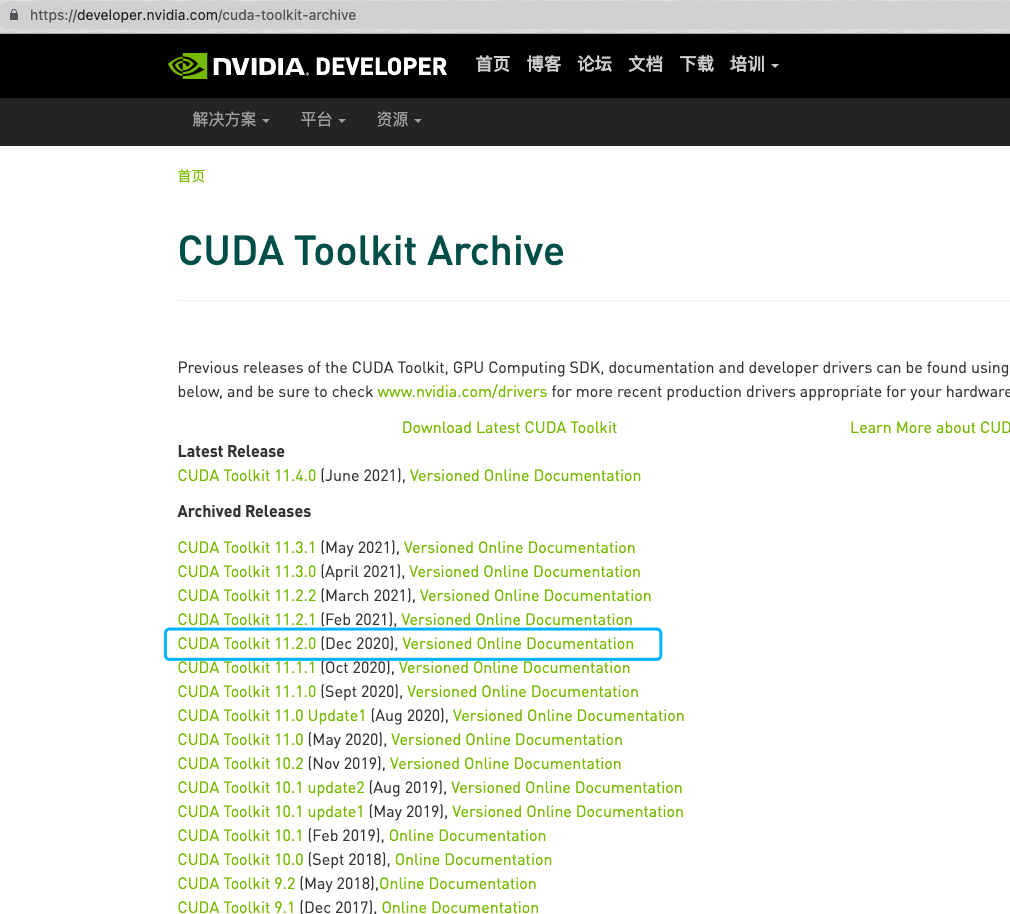 https://developer.nvidia.com/cuda-toolkit-archive
NVIDIA. DEVELOPER 首页 博客 论坛 文档 下载 培训
解决方案 平台 资源
首页
CUDA Toolkit Archive
Previous releases of the CUDA Toolkit, GPU Computing SDK, documentation and developer drivers can be found using
below, and be sure to check www.nvidia.com/drivers for more recent production drivers appropriate for your hardware
Download Latest CUDA Toolkit Learn More about CUD
Latest Release
CUDA Toolkit 11.4.0 (June 2021), Versioned Online Documentation
Archived Releases
CUDA Toolkit 11.3.1 (May 2021), Versioned Online Documentation
CUDA Toolkit 11.3.0 (April 2021), Versioned Online Documentation
CUDA Toolkit 11.2.2 (March 2021), Versioned Online Documentation
CUDA Toolkit 11.2.1 (Feb 2021), Versioned Online Documentation
CUDA Toolkit 11.2.0 (Dec 2020), Versioned Online Documentation
CUDA Toolkit 11.1.1 (Oct 2020), Versioned Online Documentation
CUDA Toolkit 11.1.0 (Sept 2020), Versioned Online Documentation
CUDA Toolkit 11.0 Update1 (Aug 2020), Versioned Online Documentation
CUDA Toolkit 11.0 (May 2020), Versioned Online Documentation
CUDA Toolkit 10.2 (Nov 2019), Versioned Online Documentation
CUDA Toolkit 10.1 update2 (Aug 2019), Versioned Online Documentation
CUDA Toolkit 10.1 update1 (May 2019), Versioned Online Documentation
CUDA Toolkit 10.1 (Feb 2019), Online Documentation
CUDA Toolkit 10.0 (Sept 2018), Online Documentation
CUDA Toolkit 9.2 (May 2018),Online Documentation
CUDA Toolkit 9.1 (Dec 2017), Online Documentation